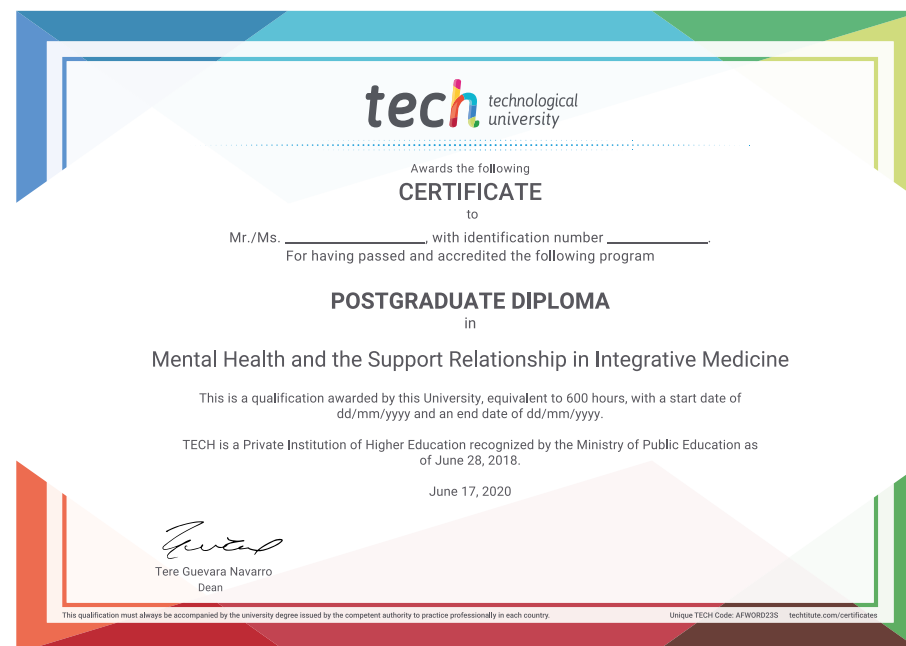 tech technological
university
Awards the following
CERTIFICATE
to
Mr./Ms. ____________________, with identification number ______________.
For having passed and accredited the following program
POSTGRADUATE DIPLOMA
in
Mental Health and the Support Relationship in Integrative Medicine
This is a qualification awarded by this University, equivalent to 600 hours, with a start date of
dd/mm/yyyy and an end date of dd/mm/yyyy.
TECH is a Private Institution of Higher Education recognized by the Ministry of Public Education as
of June 28, 2018.
June 17, 2020
Tere Guevara Navarro
Dean
This qualification must always be accompanied by the university degree issued by the competent authority to practice professionally in each country. Unique TECH Code: AFWORD23S techtitute.com/certificates